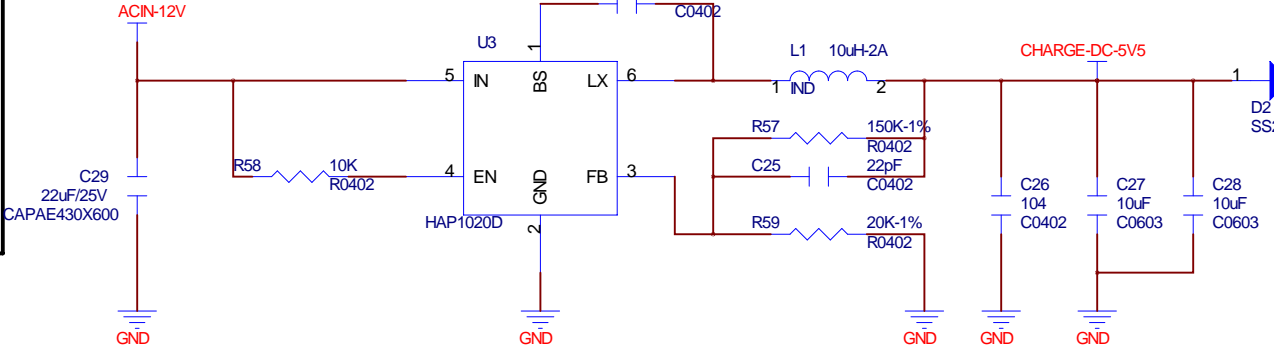 ACIN-12V
C0402
U3
1
BS
5
IN
LX
6
L1
10uH-2A
1
IND
2
CHARGE-DC-5V5
1
D2
R57
150K-1%
R0402
R58
10K
R0402
4
EN
GND
FB
3
C25
22pF
C0402
C29
22uF/25V
CAPAE430X600
C26
104
C0402
C27
10uF
C0603
C28
10uF
C0603
HAP1020D
2
R59
20K-1%
R0402
GND
GND
GND
GND
GND